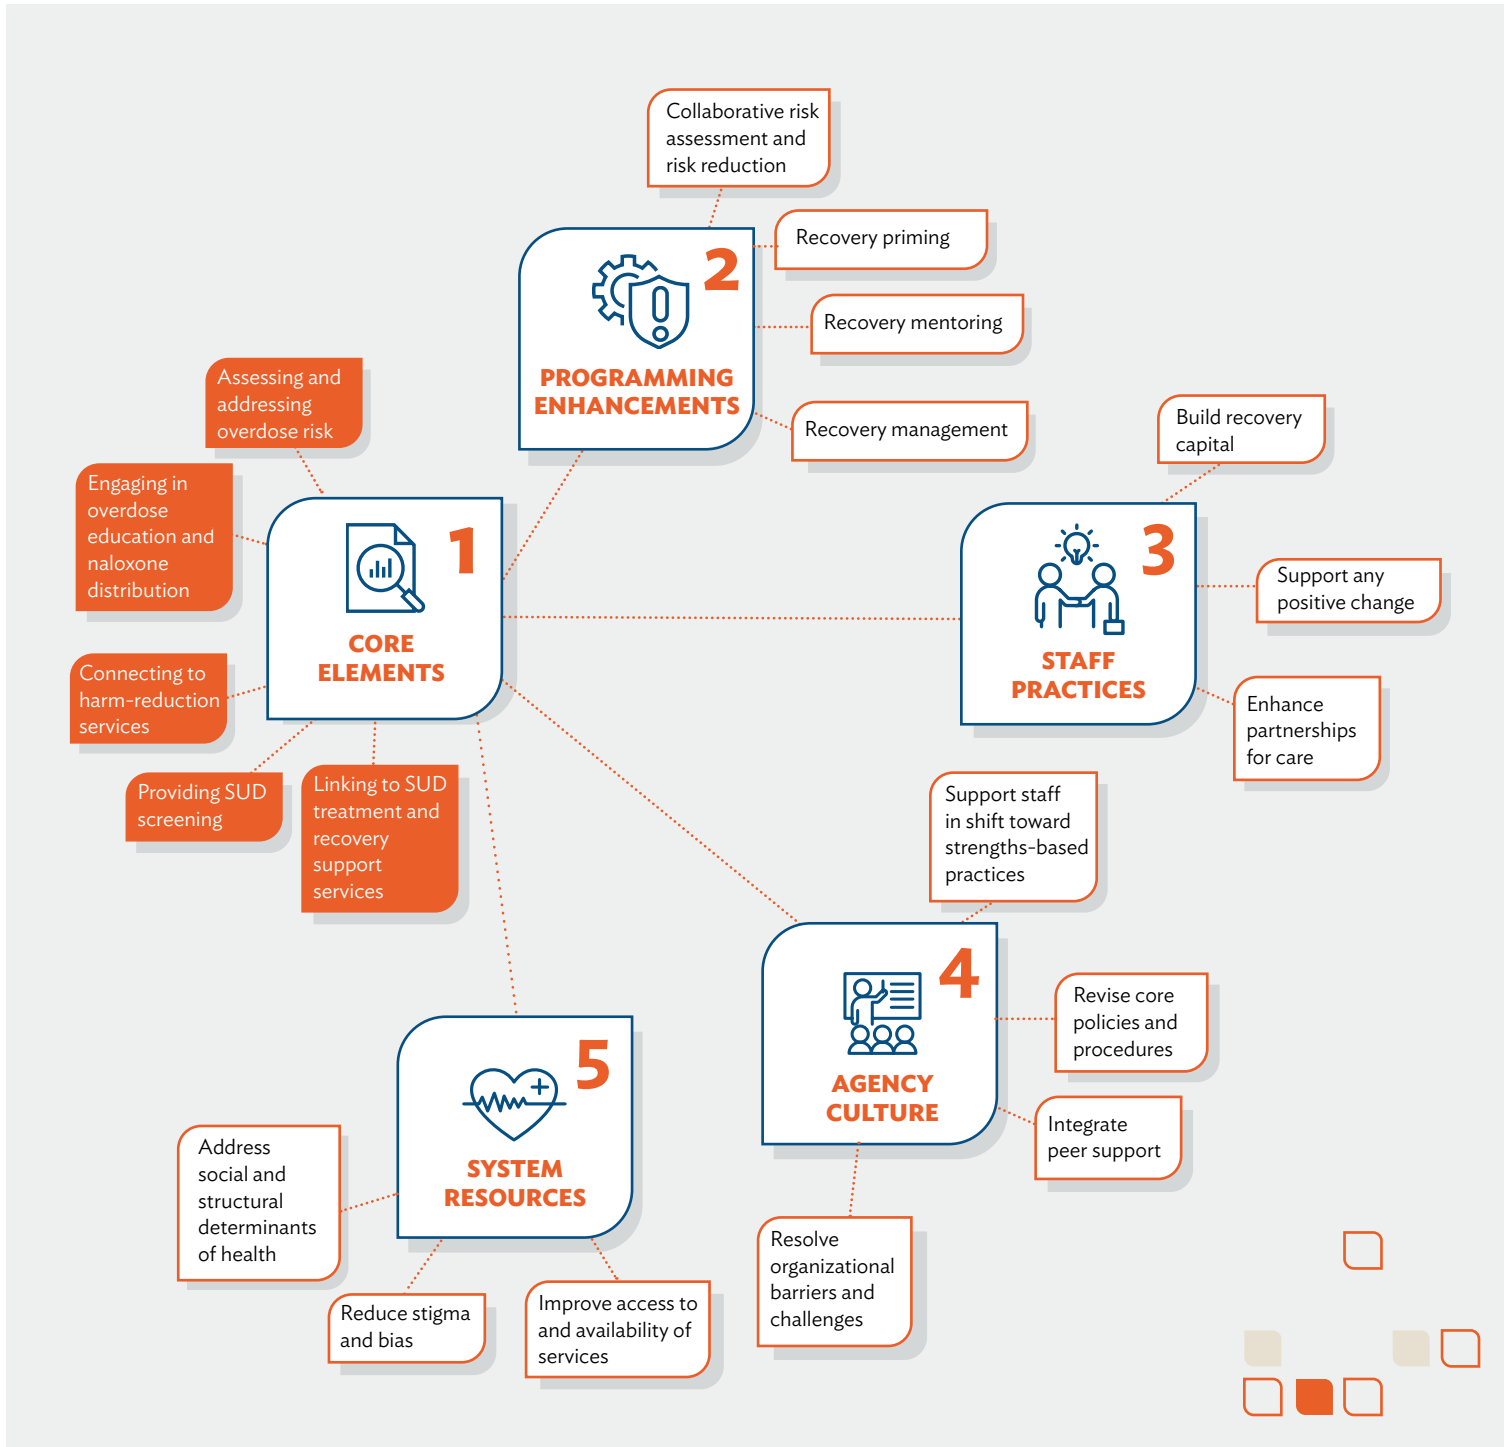 Collaborative risk
assessment and
risk reduction
Recovery priming
Recovery mentoring
Recovery management
2
PROGRAMMING
ENHANCEMENTS
Assessing and
addressing
overdose risk
Engaging in
overdose
education and
naloxone
distribution
Connecting to
harm-reduction
services
Providing SUD
screening
Linking to SUD
treatment and
recovery
support
services
1
CORE
ELEMENTS
Build recovery
capital
Support any
positive change
Enhance
partnerships
for care
3
STAFF
PRACTICES
Support staff
in shift toward
strengths-based
practices
Revise core
policies and
procedures
Integrate
peer support
Resolve
organizational
barriers and
challenges
4
AGENCY
CULTURE
5
SYSTEM
RESOURCES
Address
social and
structural
determinants
of health
Reduce stigma
and bias
Improve access to
and availability of
services